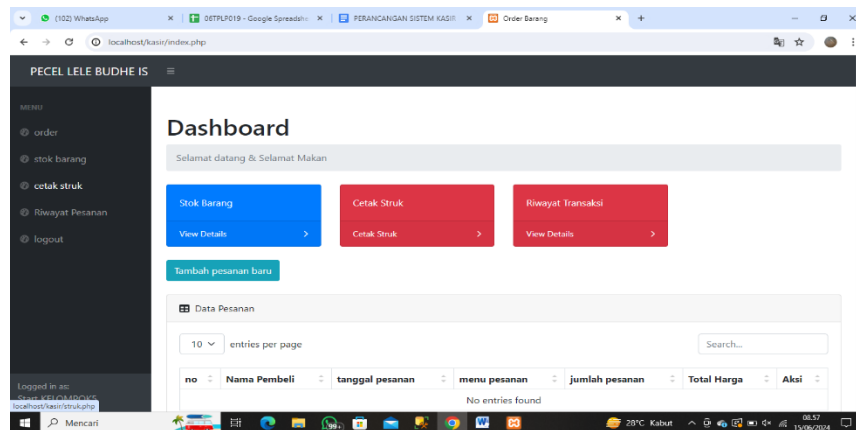 (102) WhatsApp
06TPLP019 - Google Spreadshe
PERANCANGAN SISTEM KASIR
Order Barang
localhost/kasir/index.php
PECEL LELE BUDHE IS
MENU
order
stok barang
cetak struk
Riwayat Pesanan
logout
Dashboard
Selamat datang & Selamat Makan
Stok Barang
View Details
Cetak Struk
Cetak Struk
Riwayat Transaksi
View Details
Tambah pesanan baru
Data Pesanan
10 entries per page
Search...
no Nama Pembeli tanggal pesanan menu pesanan jumlah pesanan Total Harga Aksi
No entries found
Logged in as:
Start KELOMPOK5
localhost/kasir/struk.php
Mencari
99+
28°C Kabut
08.57
15/06/2024